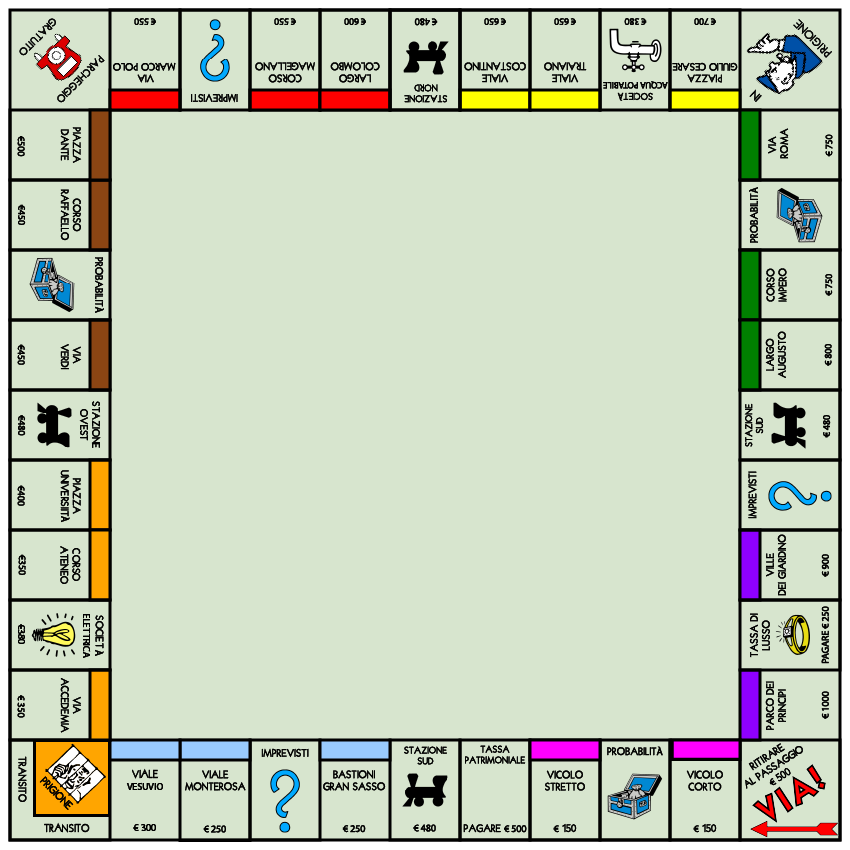 PARCHEGGIO
GRATUITO
VIA
MARCO POLO
€ 550
IMPREVISTI
CORSO
MAGELLANO
€ 550
LARGO
COLOMBO
€ 600
STAZIONE
NORD
€ 480
VIALE
COSTANTINO
€ 650
VIALE
TRAIANO
€ 650
SOCIETÀ
ACQUA POTABILE
€ 380
PIAZZA
GIULIO CESARE
€ 700
IN
PRIGIONE
VIA
ROMA
€ 750
PROBABILITÀ
CORSO
IMPERO
€ 750
LARGO
AUGUSTO
€ 800
STAZIONE
SUD
€ 480
IMPREVISTI
VILLE
DEI GIARDINO
€ 900
TASSA DI
LUSSO
PAGARE € 250
PARCO DEI
PRINCIPI
€ 1000
RITIRARE
AL PASSAGGIO
€ 500
VIA!
VICOLO
CORTO
€ 150
PROBABILITÀ
VICOLO
STRETTO
€ 150
TASSA
PATRIMONIALE
PAGARE € 500
STAZIONE
SUD
€ 480
BASTIONI
GRAN SASSO
€ 250
IMPREVISTI
VIALE
MONTEROSA
€ 250
VIALE
VESUVIO
€ 300
PRIGIONE
TRANSITO
TRANSITO
VIA
ACCEDEMIA
€ 350
SOCIETÀ
ELETTRICA
€380
CORSO
ATENEO
€350
PIAZZA
UNIVERSIITÀ
€400
STAZIONE
OVEST
€480
VIA
VERDI
€450
PROBABILITÀ
CORSO
RAFFAELLO
€450
PIAZZA
DANTE
€500